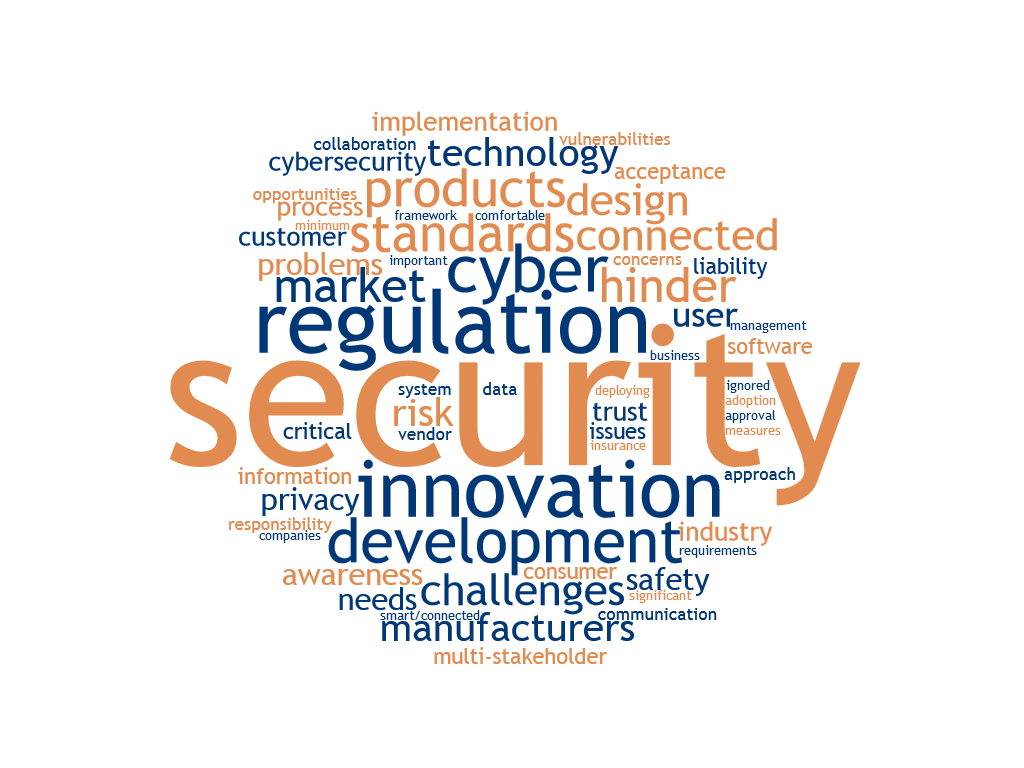 implementation
collaboration
vulnerabilities
cybersecurity
technology
acceptance
opportunities
products
process
design
framework
comfortable
minimum
standards
customer
connected
problems
important
cyber
concerns
liability
market
hinder
regulation
user
management
security
business
software
system
data
deploying
ignored
adoption
risk
trust
approval
critical
vendor
issues
measures
insurance
information
innovation
approach
privacy
responsibility
companies
development
industry
requirements
awareness
consumer
safety
needs
challenges
significant
smart/connected
communication
manufacturers
multi-stakeholder